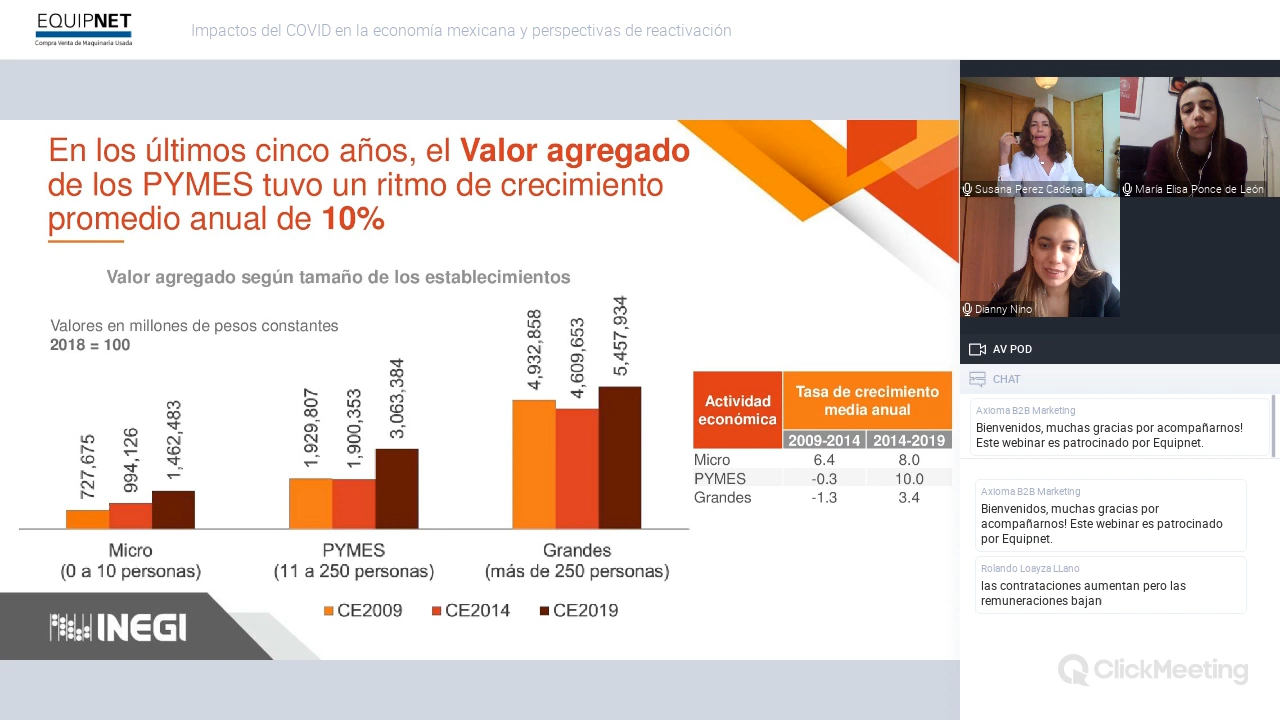 EQUIPNET
Compra Venta de Maquinaria Usada
Impactos del COVID en la economía mexicana y perspectivas de reactivación
En los últimos cinco años, el Valor agregado
de los PYMES tuvo un ritmo de crecimiento
promedio anual de 10%
Valor agregado según tamaño de los establecimientos
Valores en millones de pesos constantes
2018 = 100
727,675
994,126
1,462,483
1,929,807
1,900,353
3,063,384
4,932,858
4,609,653
5,457,934
Micro
(0 a 10 personas)
PYMES
(11 a 250 personas)
Grandes
(más de 250 personas)
CE2009 CE2014 CE2019
Actividad
económica
Tasa de crecimiento
media anual
2009-2014 2014-2019
Micro 6.4 8.0
PYMES -0.3 10.0
Grandes -1.3 3.4
INEGI
Susana Pérez Cadena
María Elisa Ponce de León
Dianny Nino
AV POD
CHAT
Axioma B2B Marketing
Bienvenidos, muchas gracias por acompañarnos!
Este webinar es patrocinado por Equipnet.
Axioma B2B Marketing
Bienvenidos, muchas gracias por
acompañarnos! Este webinar es patrocinado
por Equipnet.
Rolando Loayza LLano
las contrataciones aumentan pero las
remuneraciones bajan
ClickMeeting